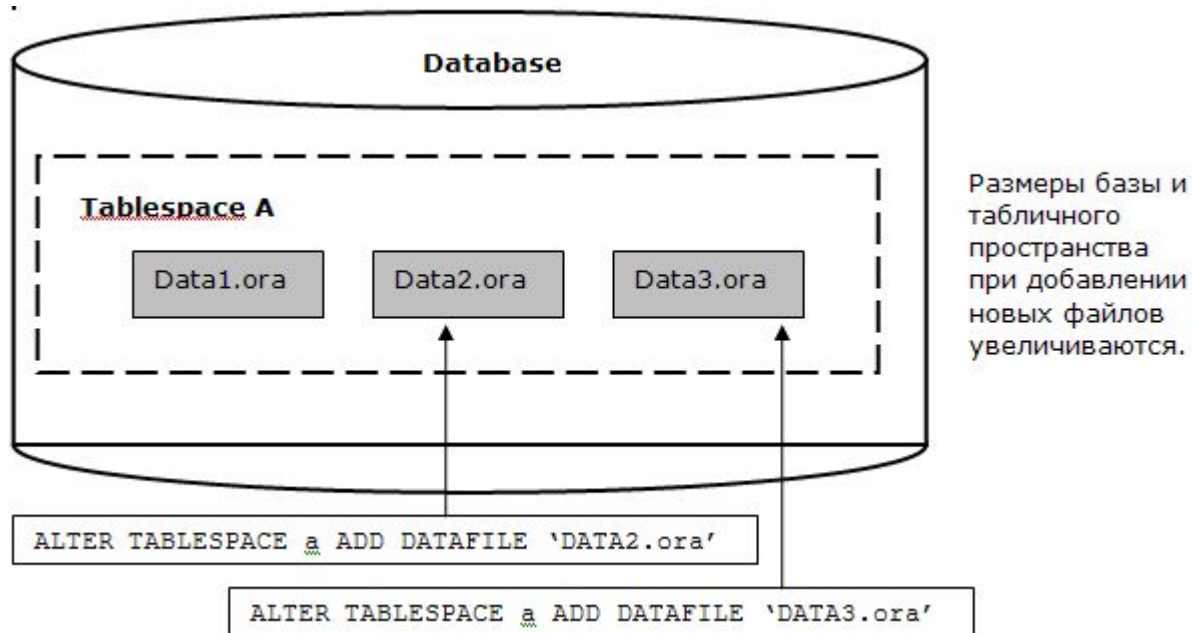 Database
Tablespace A
Data1.ora
Data2.ora
Data3.ora
Размеры базы и
табличного
пространства
при добавлении
новых файлов
увеличиваются.
ALTER TABLESPACE a ADD DATAFILE ‘DATA2.ora’
ALTER TABLESPACE a ADD DATAFILE ‘DATA3.ora’